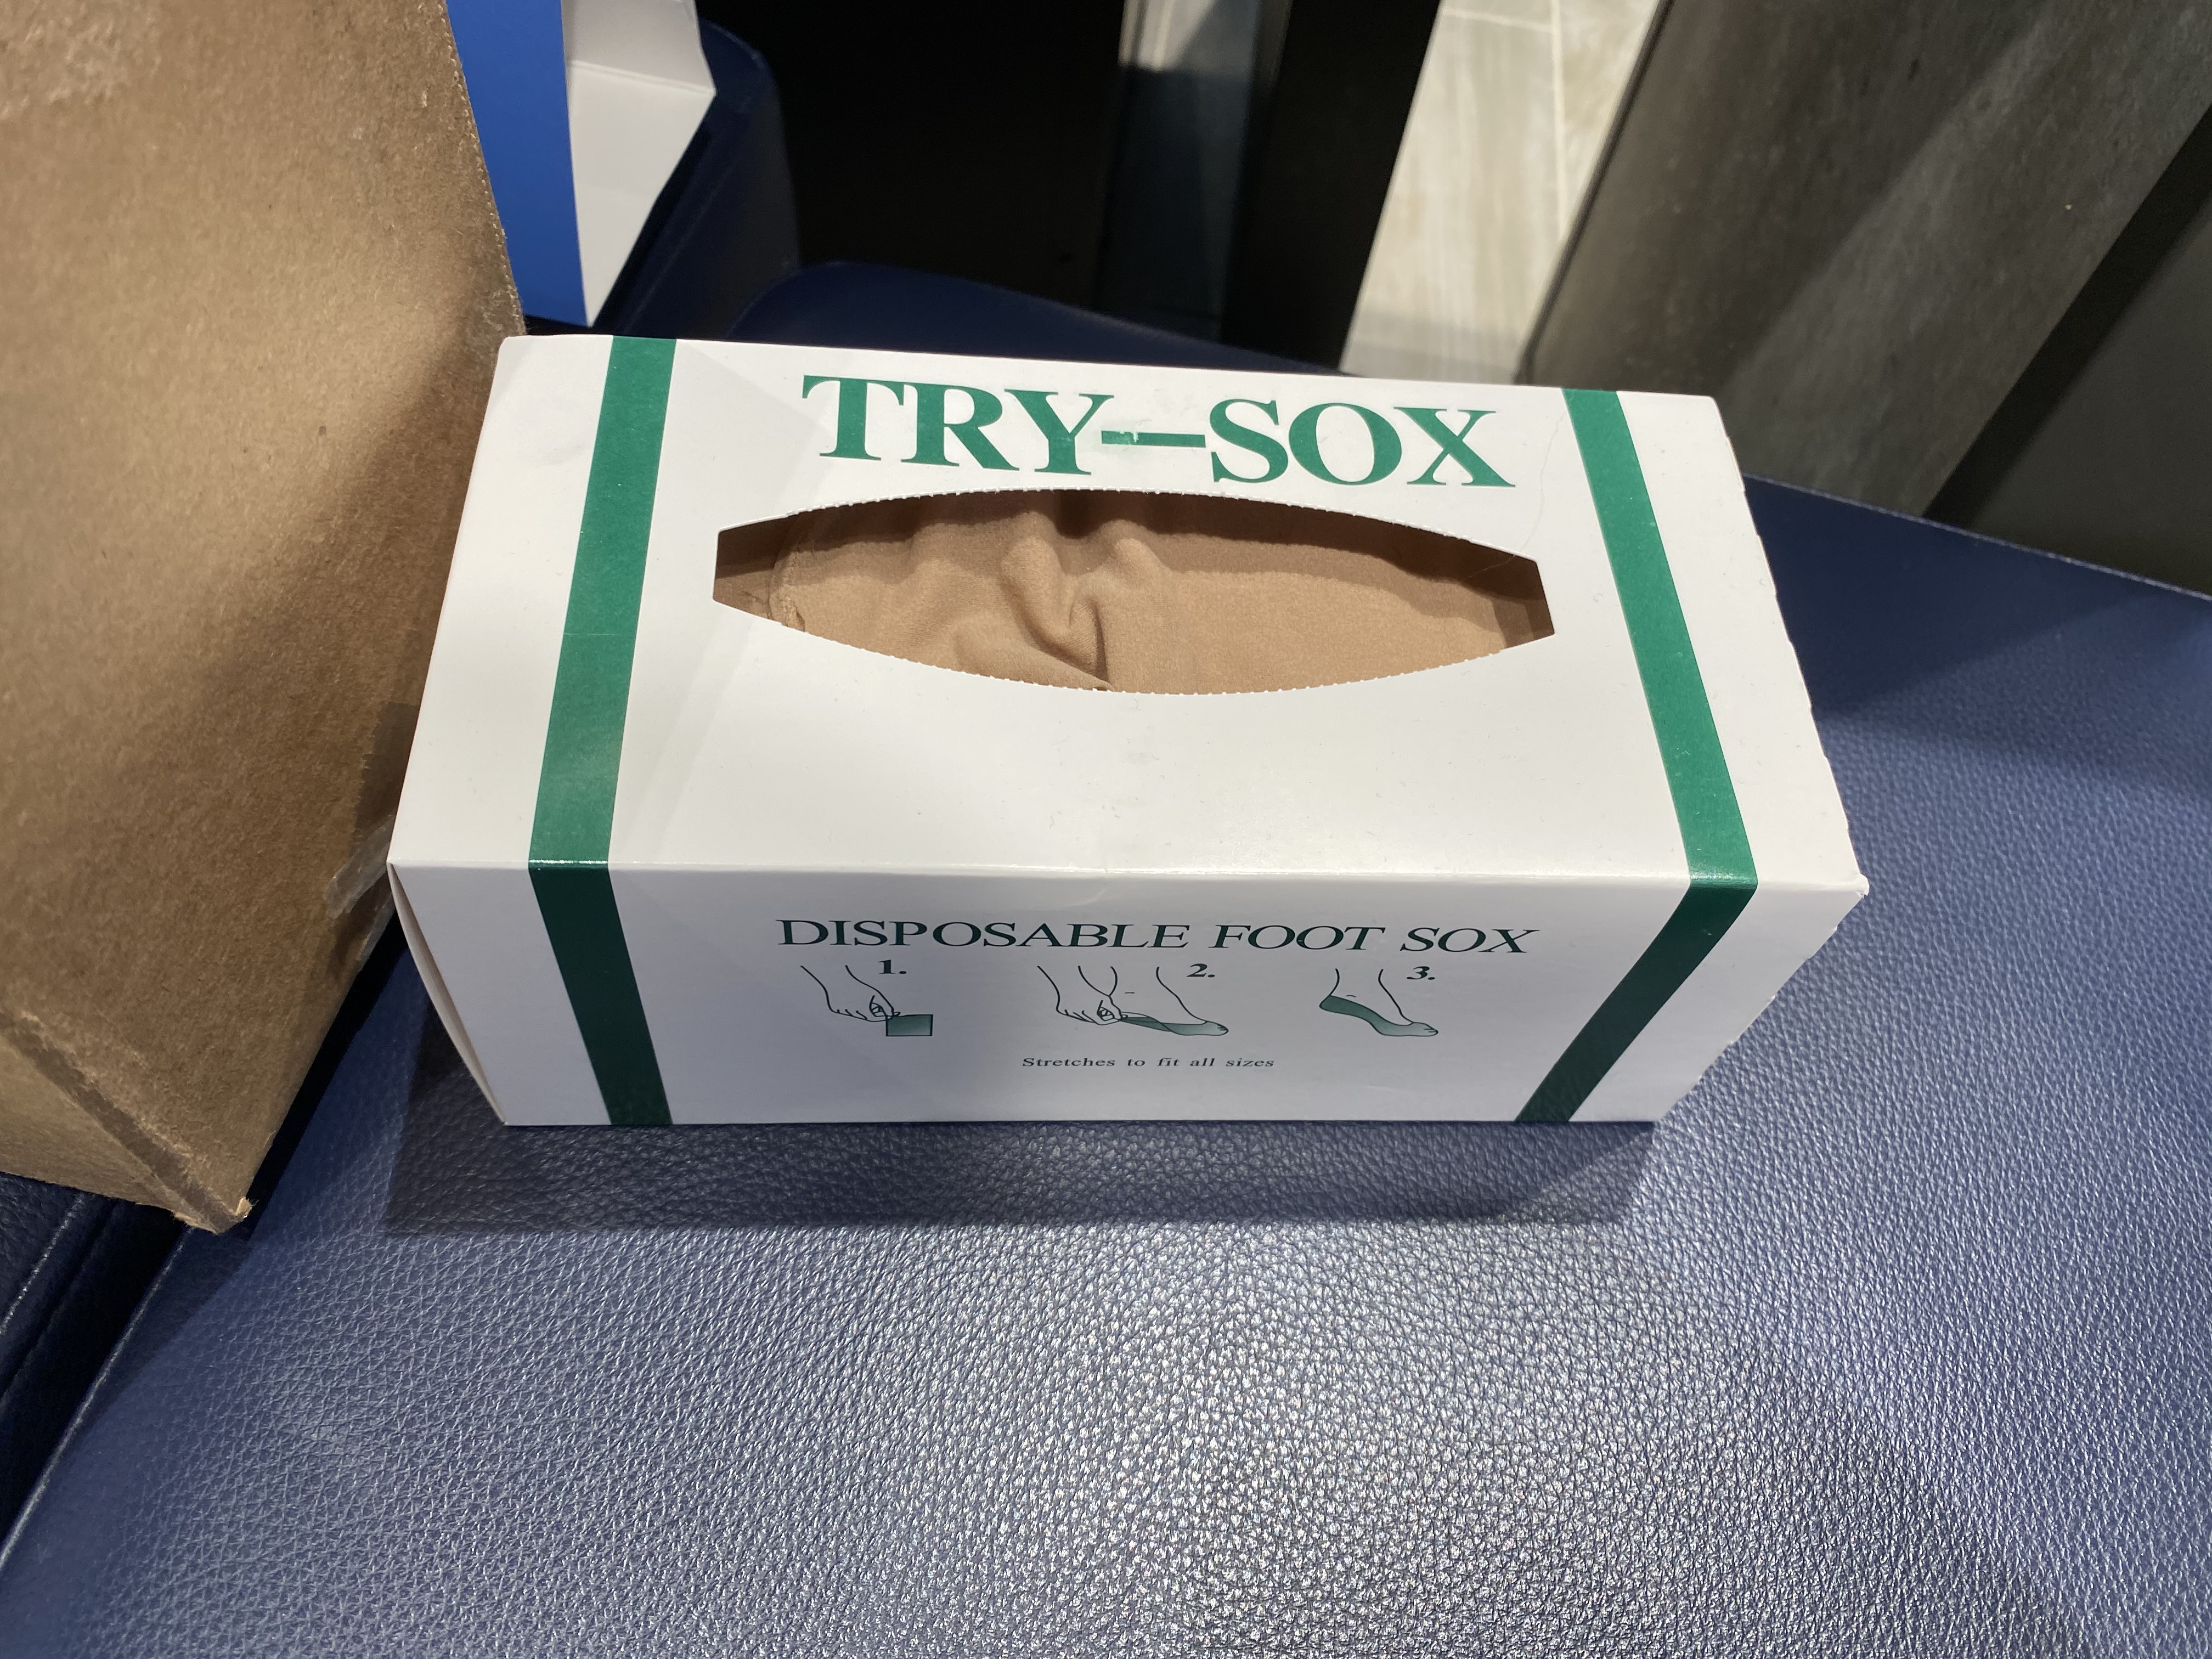 TRY-SOX
DISPOSABLE FOOT SOX
1. 2. 3.
Stretches to fit all sizes